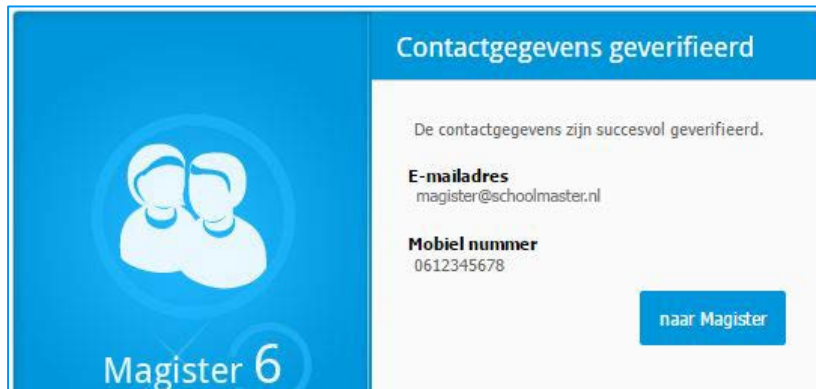 Contactgegevens geverifieerd
De contactgegevens zijn succesvol geverifieerd.
E-mailadres
magister@schoolmaster.nl
Mobiel nummer
0612345678
naar Magister
Magister 6